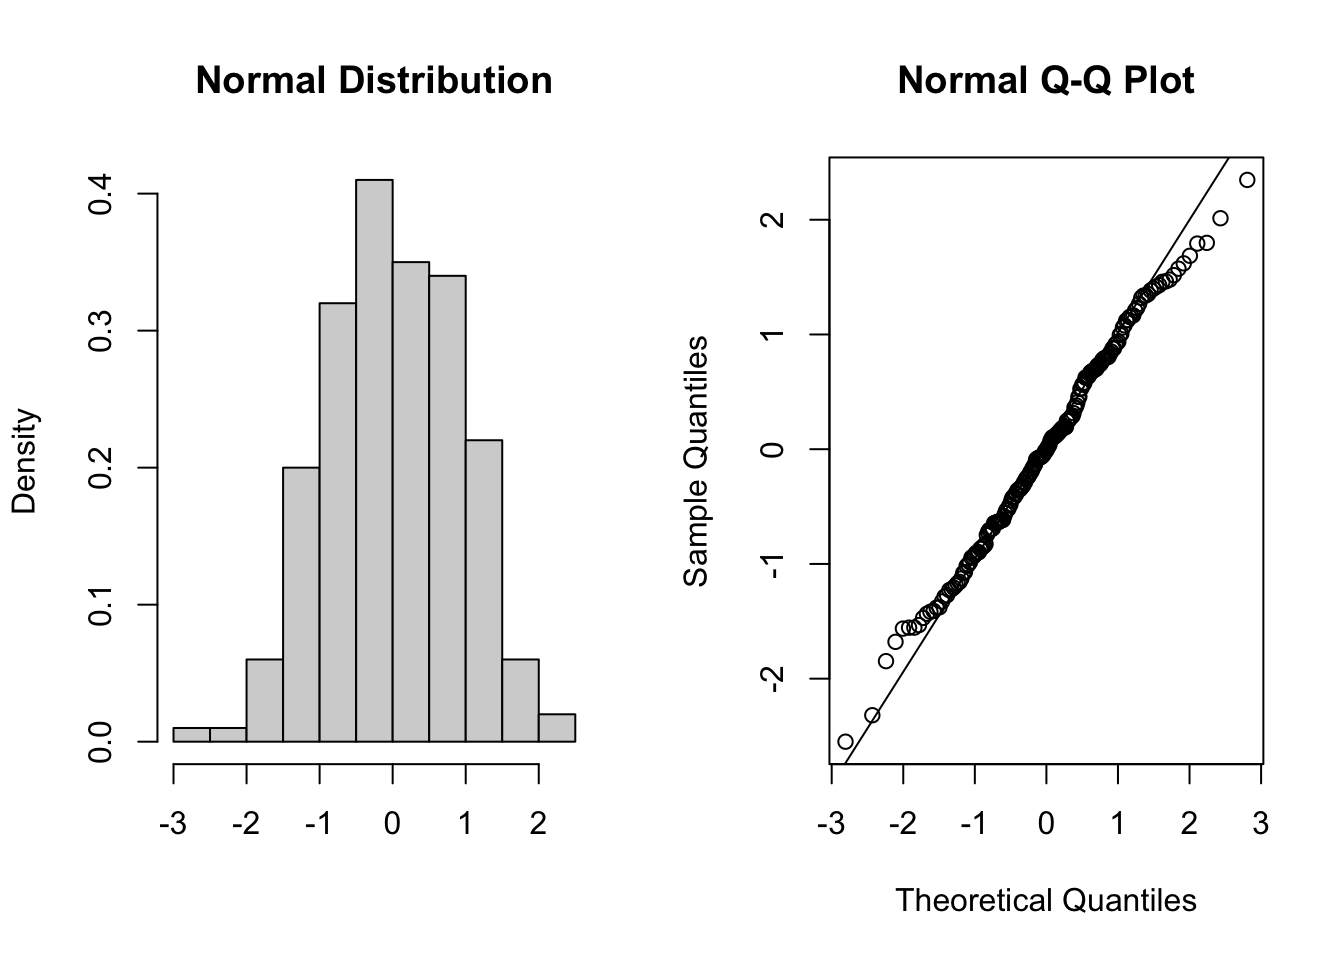 Normal Distribution
Density
0.0
0.1
0.2
0.3
0.4
-3 -2 -1 0 1 2
Normal Q-Q Plot
Sample Quantiles
-2
-1
0
1
2
-3 -2 -1 0 1 2 3
Theoretical Quantiles